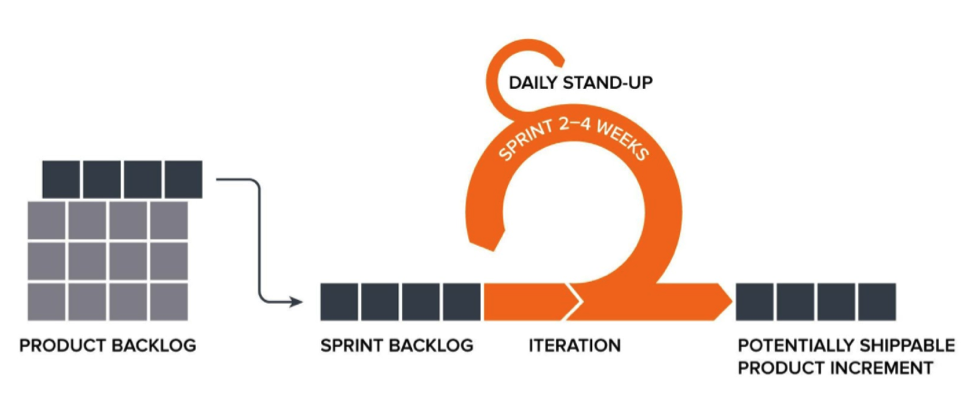 DAILY STAND-UP
SPRINT 2–4 WEEKS
PRODUCT BACKLOG
SPRINT BACKLOG
ITERATION
POTENTIALLY SHIPPABLE
PRODUCT INCREMENT